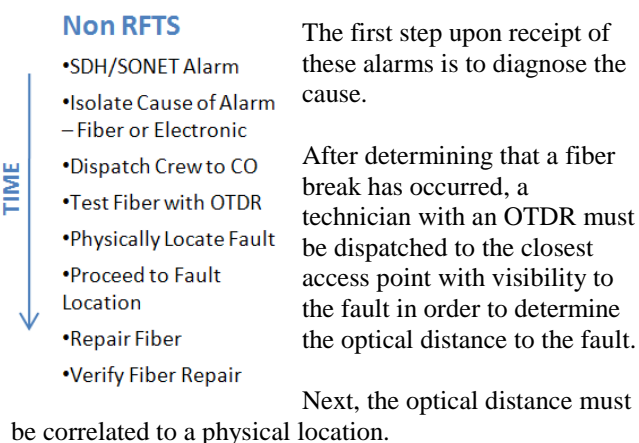 Non RFTS
•SDH/SONET Alarm
•Isolate Cause of Alarm
– Fiber or Electronic
•Dispatch Crew to CO
•Test Fiber with OTDR
•Physically Locate Fault
•Proceed to Fault
Location
•Repair Fiber
•Verify Fiber Repair
TIME
The first step upon receipt of
these alarms is to diagnose the
cause.
After determining that a fiber
break has occurred, a
technician with an OTDR must
be dispatched to the closest
access point with visibility to
the fault in order to determine
the optical distance to the fault.
Next, the optical distance must
be correlated to a physical location.